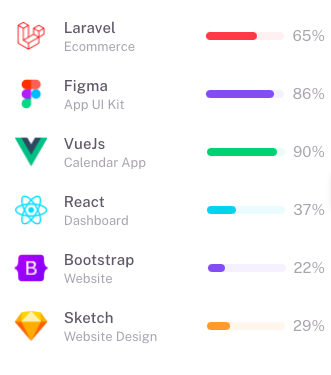 Laravel
Ecommerce
65%
Figma
App UI Kit
86%
VueJs
Calendar App
90%
React
Dashboard
37%
B
Bootstrap
Website
22%
Sketch
Website Design
29%